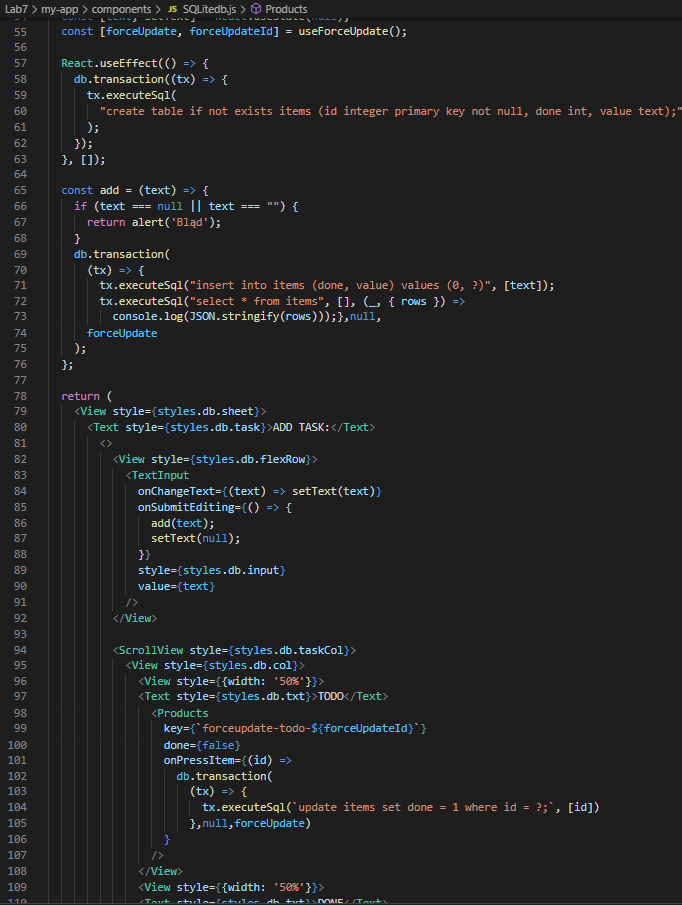 Lab7 > my-app > components > JS SQLitedb.js > Products
54 const [text, setText] = React.useState(null);
55 const [forceUpdate, forceUpdateId] = useForceUpdate();
56
57 React.useEffect(() => {
58 db.transaction((tx) => {
59 tx.executeSql(
60 "create table if not exists items (id integer primary key not null, done int, value text);"
61 );
62 });
63 }, []);
64
65 const add = (text) => {
66 if (text === null || text === "") {
67 return alert('Bląd');
68 }
69 db.transaction(
70 (tx) => {
71 tx.executeSql("insert into items (done, value) values (0, ?)", [text]);
72 tx.executeSql("select * from items", [], (_, { rows }) =>
73 console.log(JSON.stringify(rows)));},null,
74 forceUpdate
75 );
76 };
77
78 return (
79 <View style={styles.db.sheet}>
80 <Text style={styles.db.task}>ADD TASK:</Text>
81 <>
82 <View style={styles.db.flexRow}>
83 <TextInput
84 onChangeText={(text) => setText(text)}
85 onSubmitEditing={() => {
86 add(text);
87 setText(null);
88 }}
89 style={styles.db.input}
90 value={text}
91 />
92 </View>
93
94 <ScrollView style={styles.db.taskCol}>
95 <View style={styles.db.col}>
96 <View style={{width: '50%'}}>
97 <Text style={styles.db.txt}>TODO</Text>
98 <Products
99 key={`forceupdate-todo-${forceUpdateId}`}
100 done={false}
101 onPressItem={(id) =>
102 db.transaction(
103 (tx) => {
104 tx.executeSql(`update items set done = 1 where id = ?;`, [id])
105 },null,forceUpdate)
106 }
107 />
108 </View>
109 <View style={{width: '50%'}}>
110 <Text style={styles.db.txt}>DONE</Text>